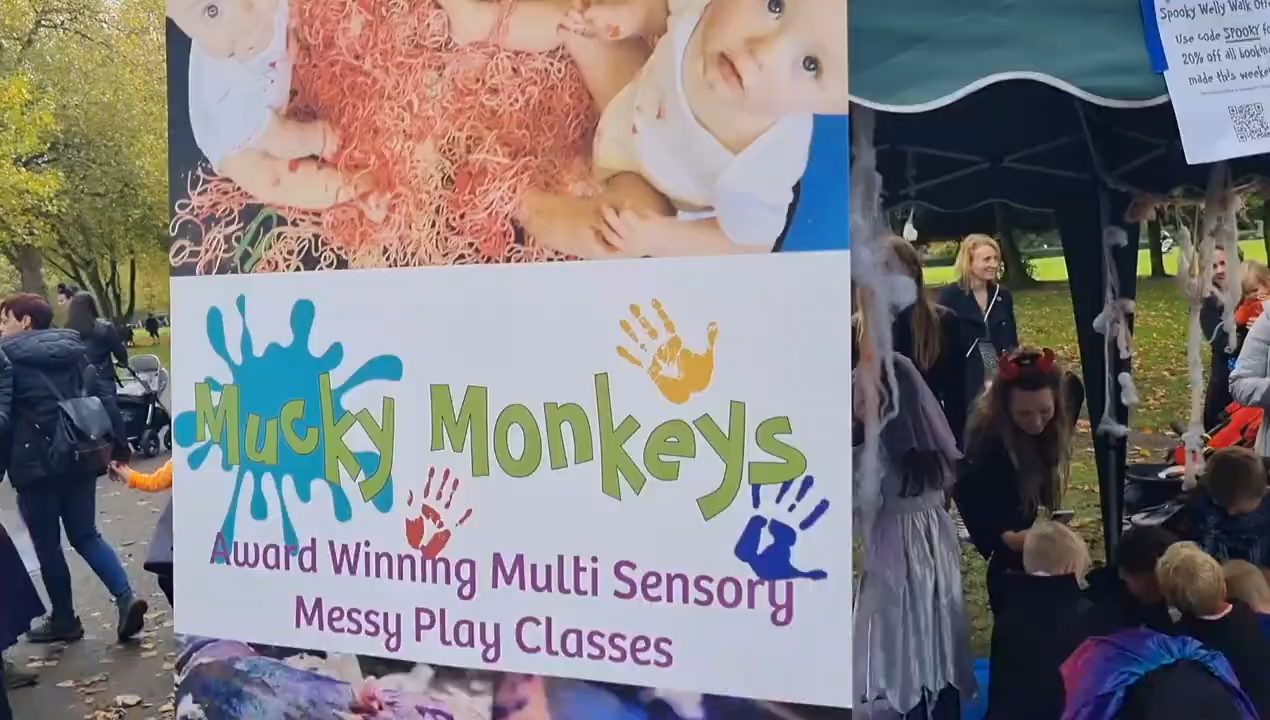 Mucky Monkeys
Award Winning Multi Sensory
Messy Play Classes
Spooky Welly Walk
Use code SPOOKY
20% off all
made this